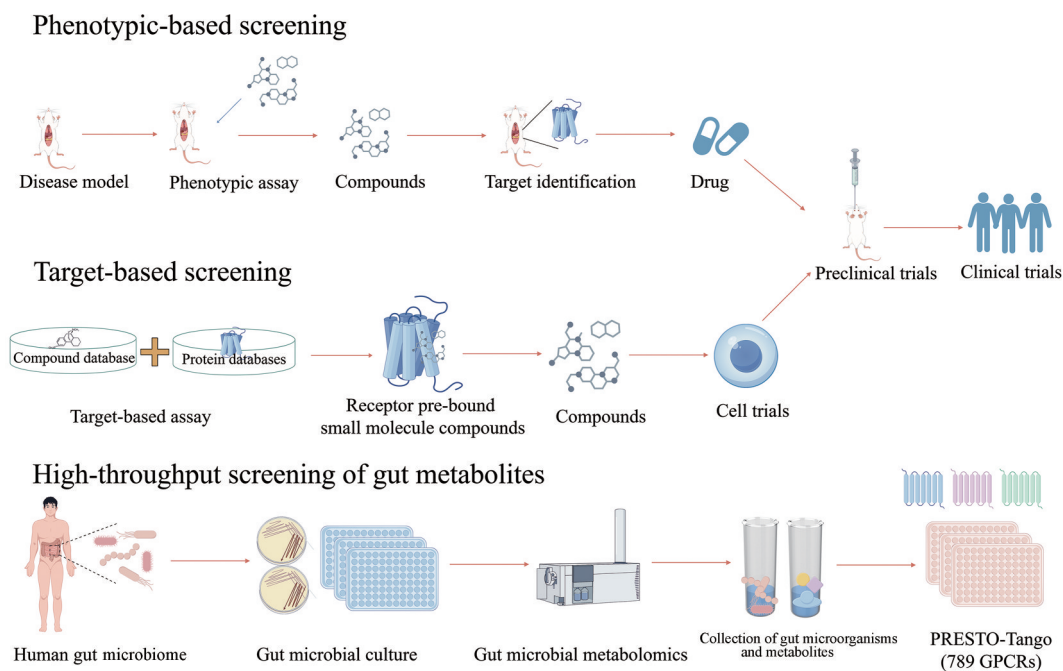 Phenotypic-based screening
Disease model
Phenotypic assay
Compounds
Target identification
Drug
Preclinical trials
Clinical trials
Target-based screening
Compound database
Protein databases
Target-based assay
Receptor pre-bound
small molecule compounds
Compounds
Cell trials
High-throughput screening of gut metabolites
Human gut microbiome
Gut microbial culture
Gut microbial metabolomics
Collection of gut microorganisms
and metabolites
PRESTO-Tango
(789 GPCRs)